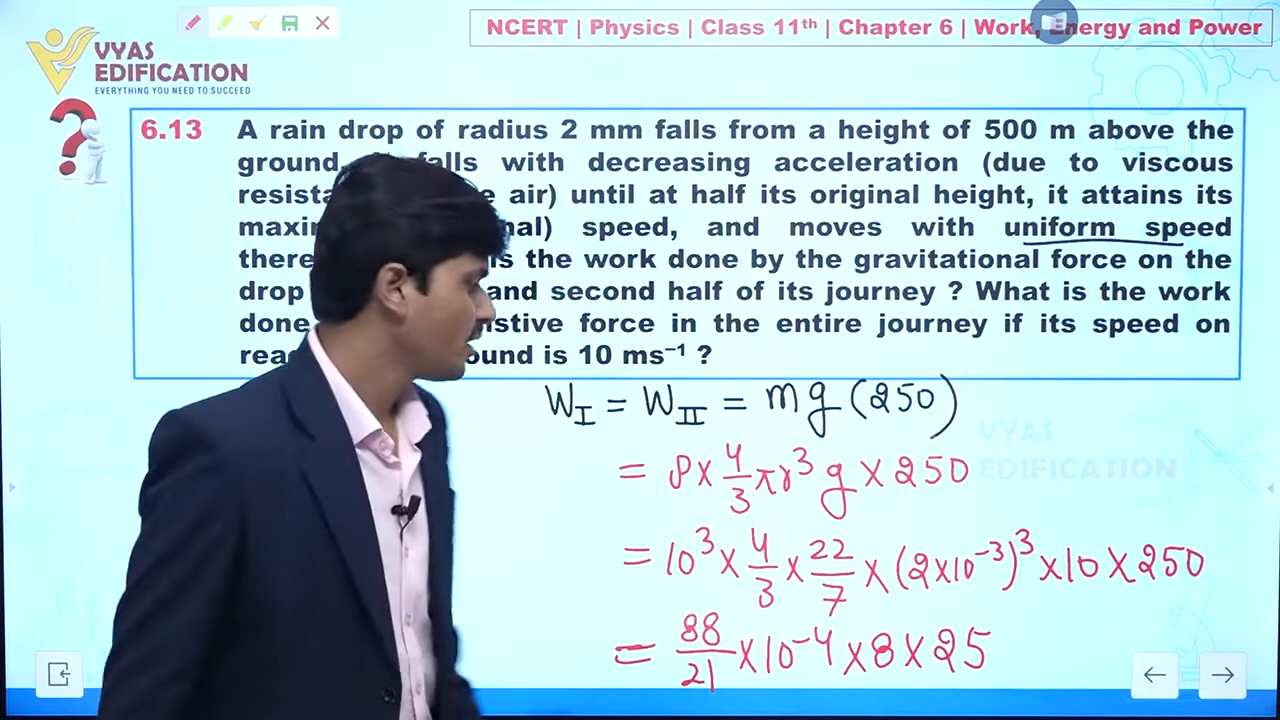 NCERT | Physics | Class 11th | Chapter 6 | Work, Energy and Power
VYAS
EDIFICATION
EVERYTHING YOU NEED TO SUCCEED
6.13 A rain drop of radius 2 mm falls from a height of 500 m above the
ground. falls with decreasing acceleration (due to viscous
air) until at half its original height, it attains its
speed, and moves with uniform speed
is the work done by the gravitational force on the
drop and second half of its journey ? What is the work
done force in the entire journey if its speed on
is 10 ms⁻¹ ?
W_I = W_II = mg(250)
= ρ × 4/3 πr³ g × 250
VYAS
EDIFICATION
= 10³ × 4/3 × 22/7 × (2×10⁻³)³ × 10 × 250
= 88/21 × 10⁻⁴ × 8 × 25